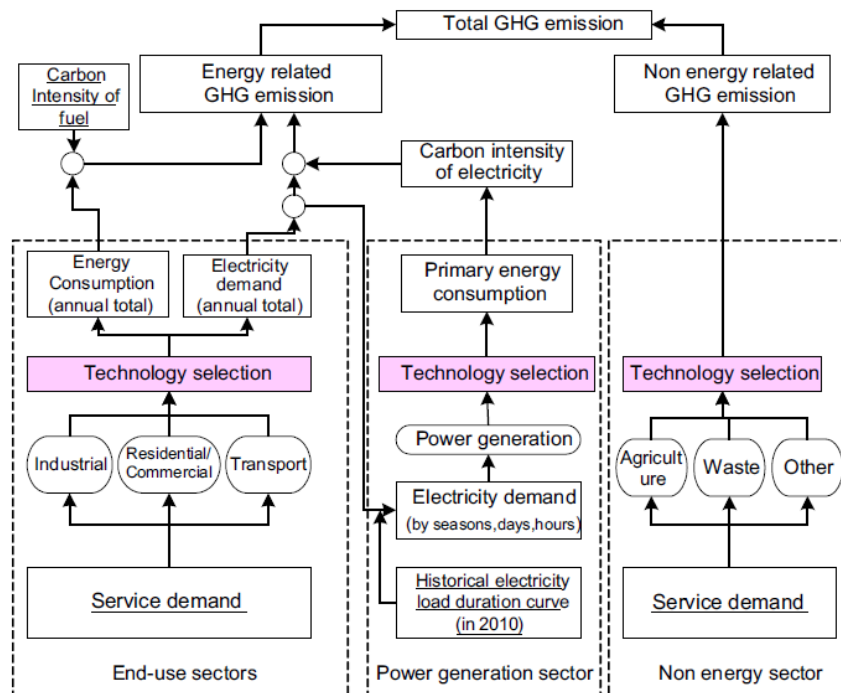 Total GHG emission
Carbon
Intensity of
fuel
Energy related
GHG emission
Non energy related
GHG emission
Carbon intensity
of electricity
Energy
Consumption
(annual total)
Electricity
demand
(annual total)
Primary energy
consumption
Technology selection
Technology selection
Technology selection
Industrial
Residential/
Commercial
Transport
Power generation
Agricult
ure
Waste
Other
Electricity demand
(by seasons,days,hours)
Service demand
Historical electricity
load duration curve
(in 2010)
Service demand
End-use sectors
Power generation sector
Non energy sector